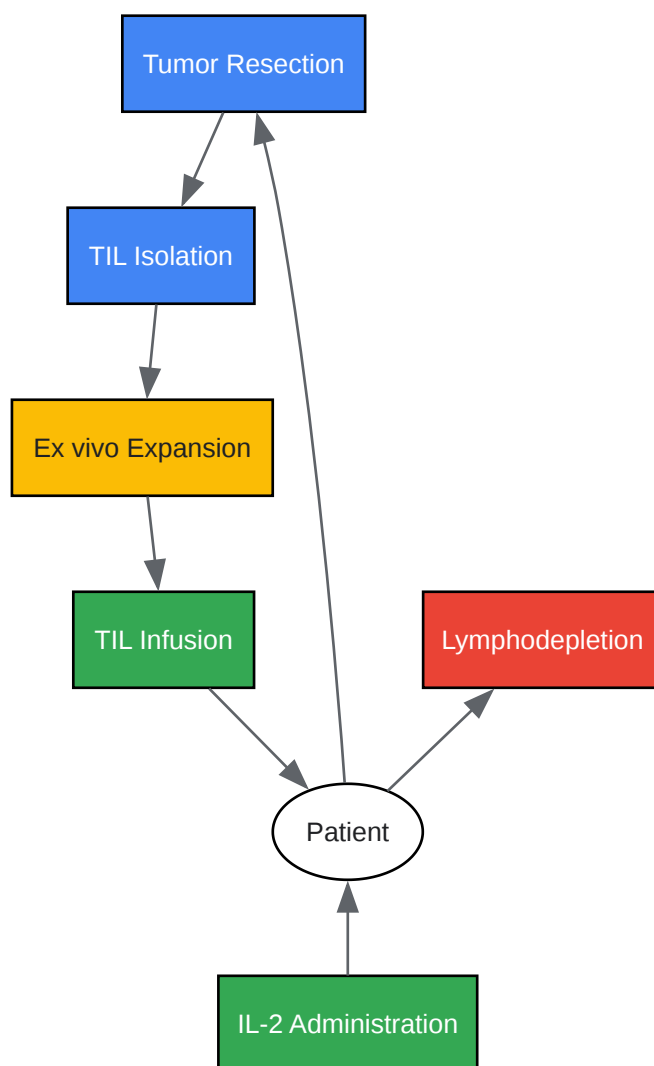 Tumor Resection
TIL Isolation
Ex vivo Expansion
TIL Infusion
Lymphodepletion
Patient
IL-2 Administration